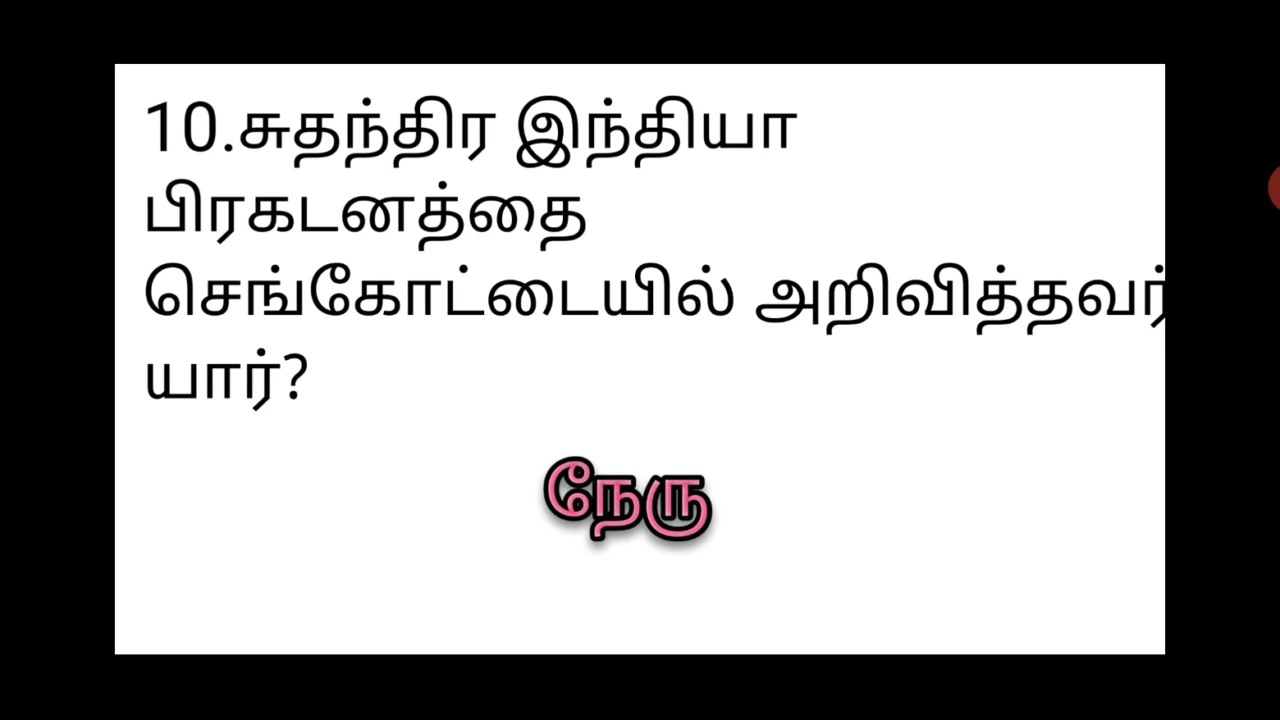 10.சுதந்திர இந்தியா
பிரகடனத்தை
செங்கோட்டையில் அறிவித்தவர்
யார்?
நேரு